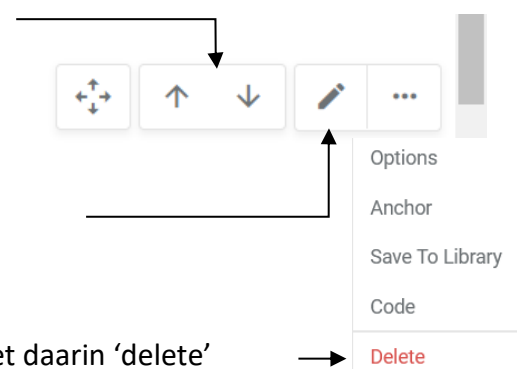 Options
Anchor
Save To Library
Code
et daarin ‘delete’ Delete